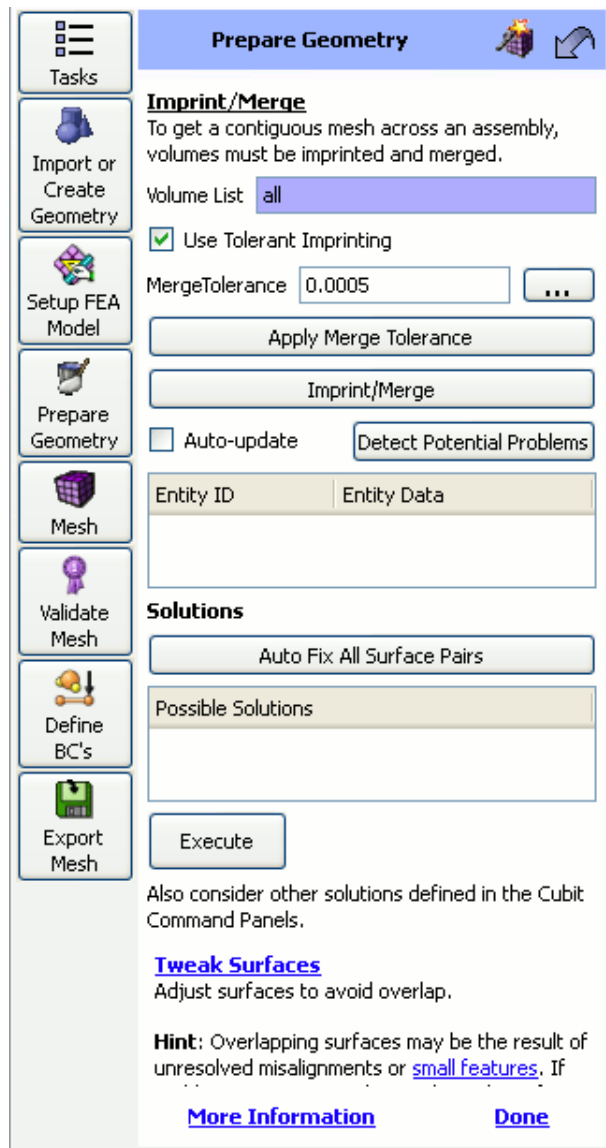 Tasks
Import or
Create
Geometry
Setup FEA
Model
Prepare
Geometry
Mesh
Validate
Mesh
Define
BC's
Export
Mesh
Prepare Geometry
Imprint/Merge
To get a contiguous mesh across an assembly,
volumes must be imprinted and merged.
Volume List all
Use Tolerant Imprinting
MergeTolerance 0.0005 ...
Apply Merge Tolerance
Imprint/Merge
Auto-update Detect Potential Problems
Entity ID Entity Data
Solutions
Auto Fix All Surface Pairs
Possible Solutions
Execute
Also consider other solutions defined in the Cubit
Command Panels.
Tweak Surfaces
Adjust surfaces to avoid overlap.
Hint: Overlapping surfaces may be the result of
unresolved misalignments or small features. If
More Information Done